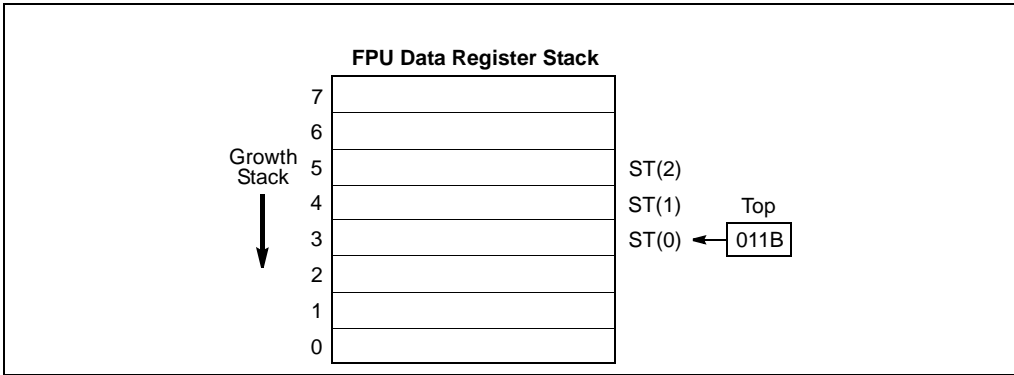 FPU Data Register Stack
7
6
Growth
Stack
5
ST(2)
4
ST(1)
Top
3
ST(0)
011B
2
1
0